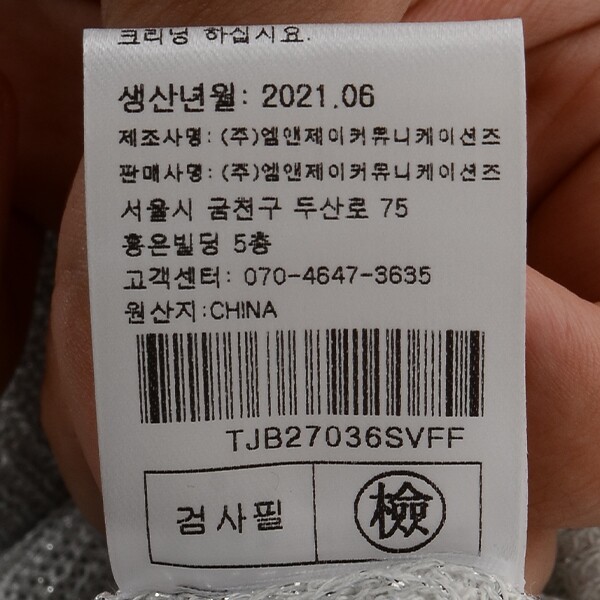 크리닝 하십시요.
생산년월: 2021.06
제조사명: (주)엠앤제이커뮤니케이션즈
판매사명: (주)엠앤제이커뮤니케이션즈
서울시 금천구 두산로 75
홍은빌딩 5층
고객센터: 070-4647-3635
원산지:CHINA
TJB27036SVFF
검사필 檢